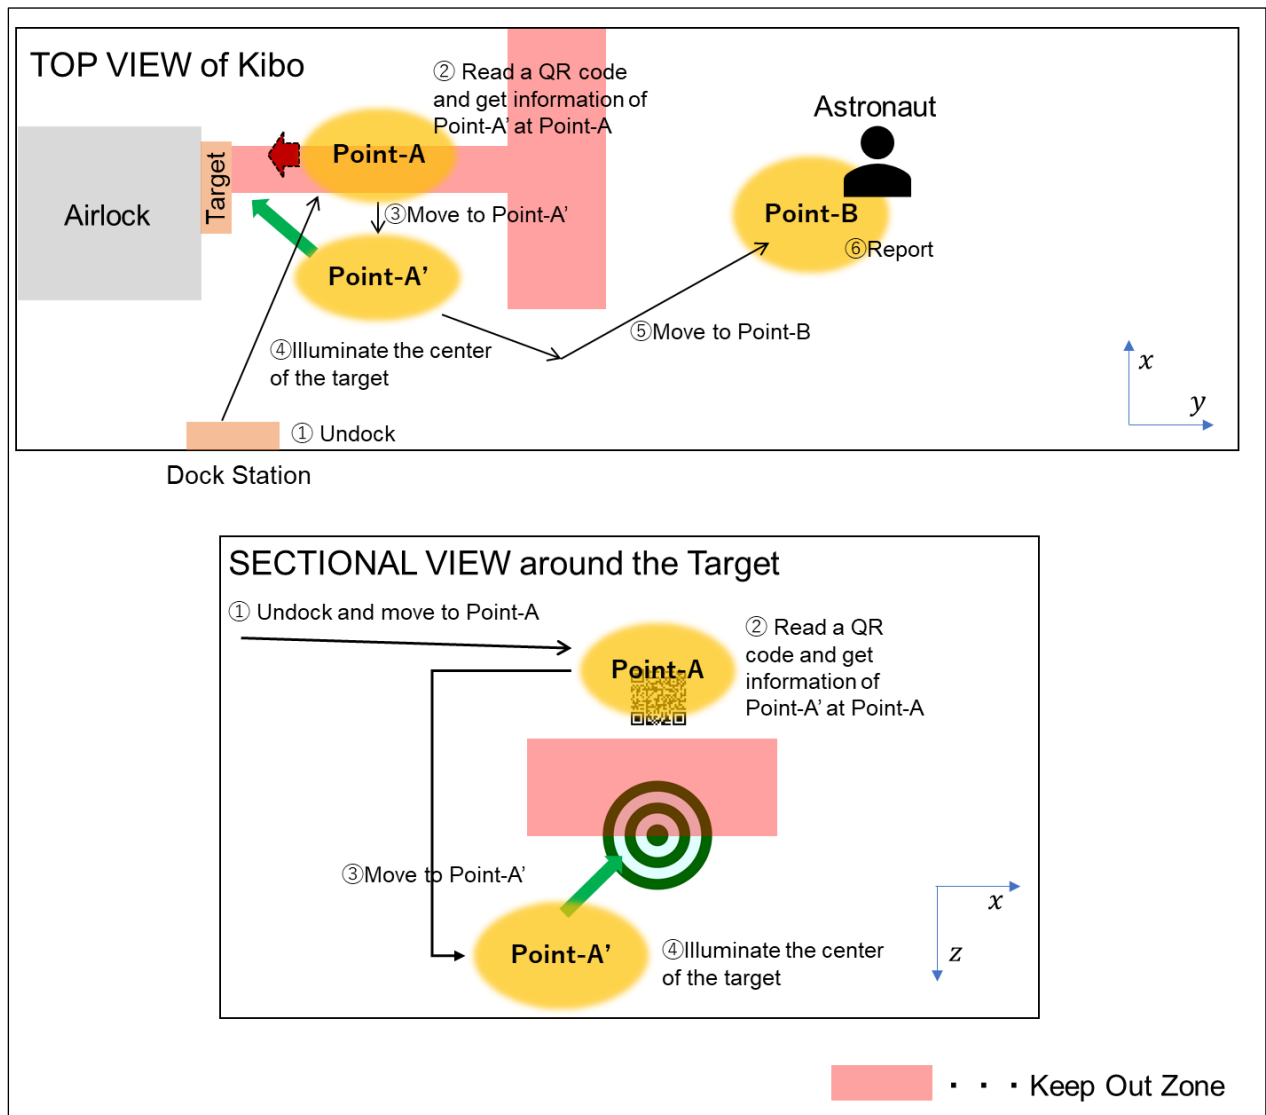 TOP VIEW of Kibo
② Read a QR code
and get information of
Point-A’ at Point-A
Astronaut
Point-A
Target
Airlock
③Move to Point-A’
Point-B
⑥Report
Point-A’
⑤Move to Point-B
④Illuminate the center
of the target
x
y
① Undock
Dock Station
SECTIONAL VIEW around the Target
① Undock and move to Point-A
② Read a QR
code and get
information of
Point-A’ at Point-A
Point-A
③Move to Point-A’
x
z
Point-A’
④Illuminate the center
of the target
・・・Keep Out Zone